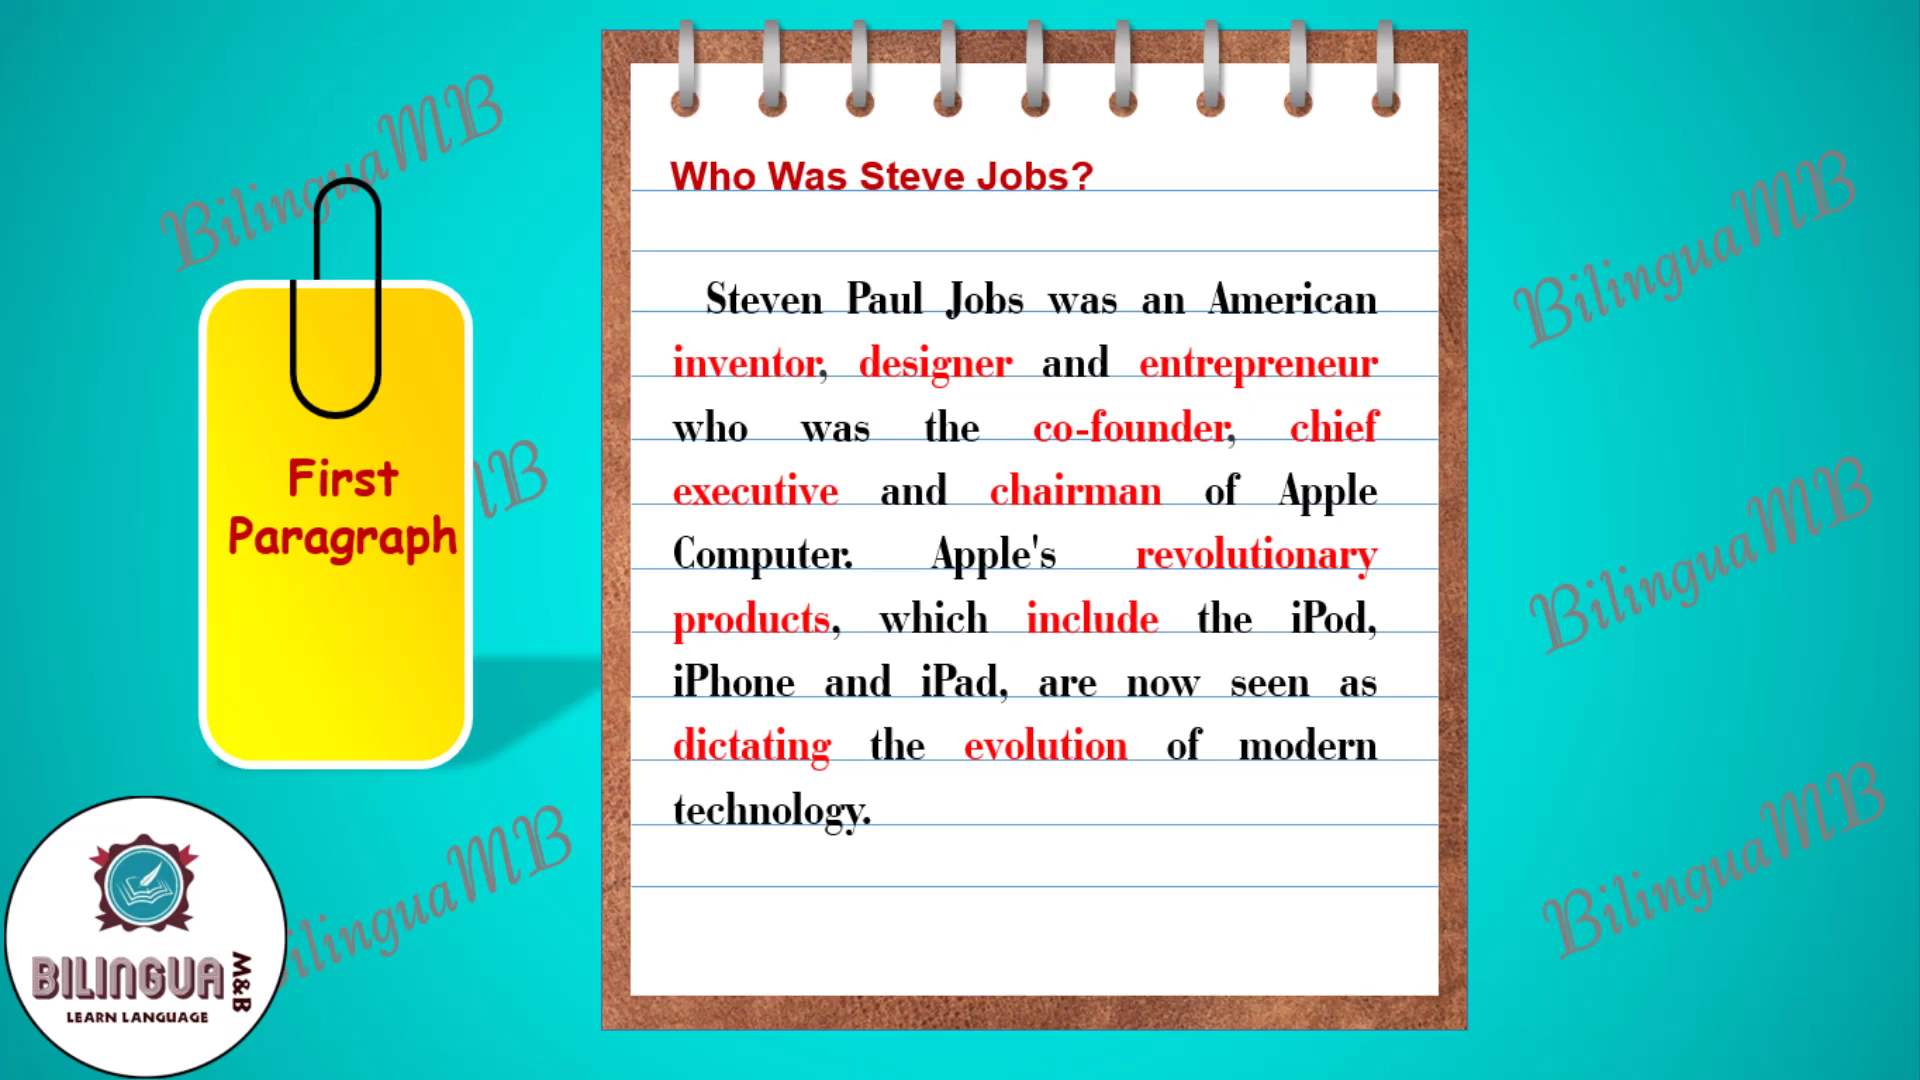 BilinguaMB
BilinguaMB
First
Paragraph
MB
BilinguaMB
BILINGUA M&B
LEARN LANGUAGE
Who Was Steve Jobs?
Steven Paul Jobs was an American
inventor, designer and entrepreneur
who was the co-founder, chief
executive and chairman of Apple
Computer. Apple's revolutionary
products, which include the iPod,
iPhone and iPad, are now seen as
dictating the evolution of modern
technology.
BilinguaMB
BilinguaMB